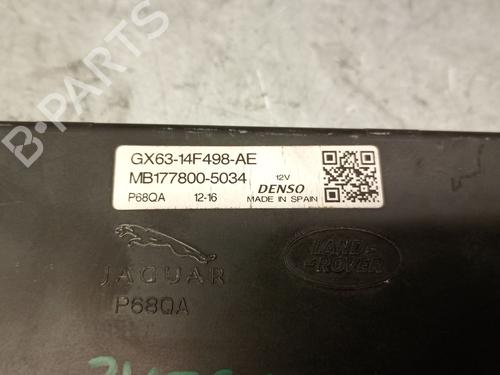 B-PARTS
GX63-14F498-AE
MB177800-5034
12V
P68QA 12-16 DENSO
MADE IN SPAIN
JAGUAR
LAND-ROVER
P68QA